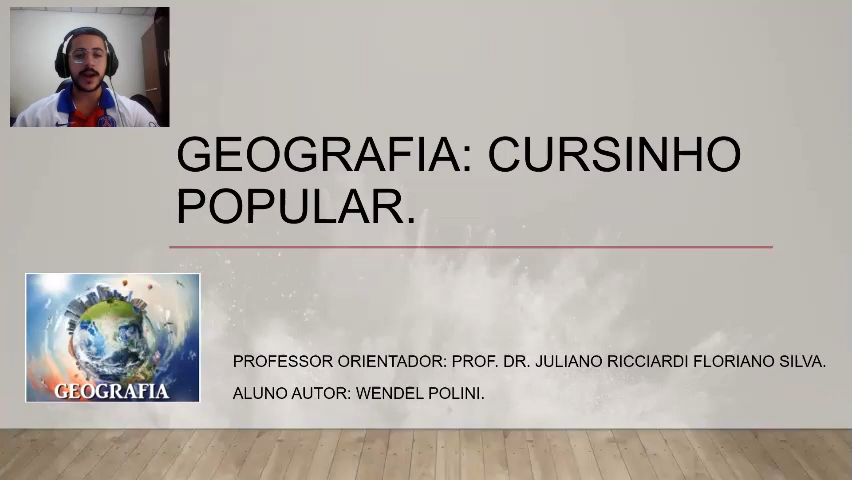 GEOGRAFIA: CURSINHO
POPULAR.
GEOGRAFIA
PROFESSOR ORIENTADOR: PROF. DR. JULIANO RICCIARDI FLORIANO SILVA.
ALUNO AUTOR: WENDEL POLINI.